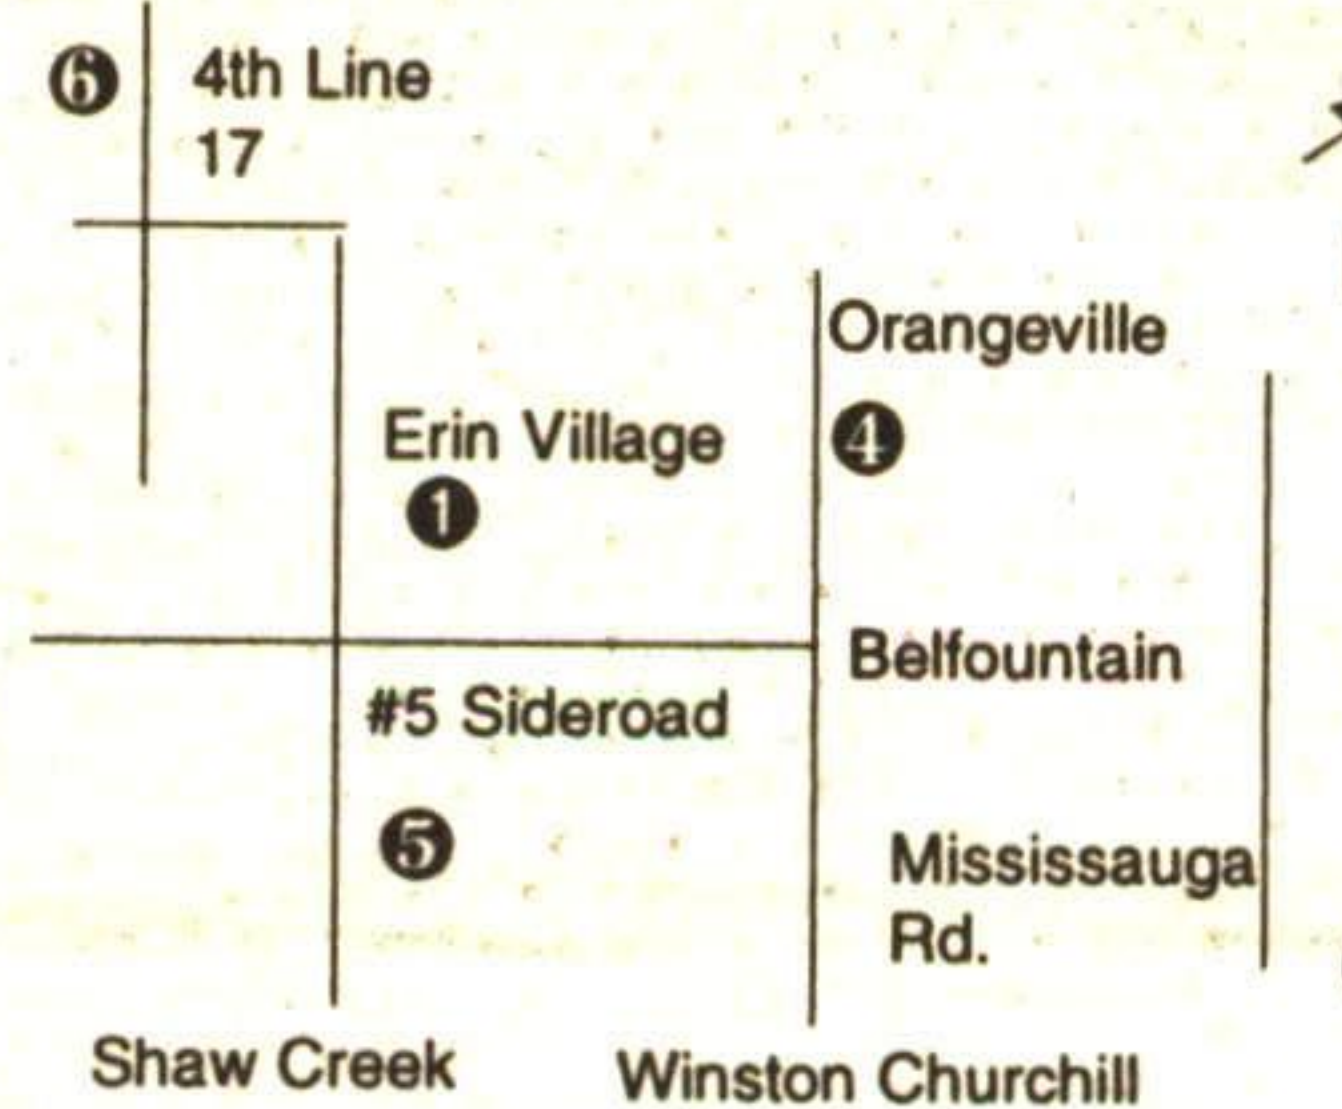 6 4th Line
17
Orangeville
Erin Village
4
1
Belfountain
#5 Sideroad
5
Mississauga
Rd.
Shaw Creek
Winston Churchill